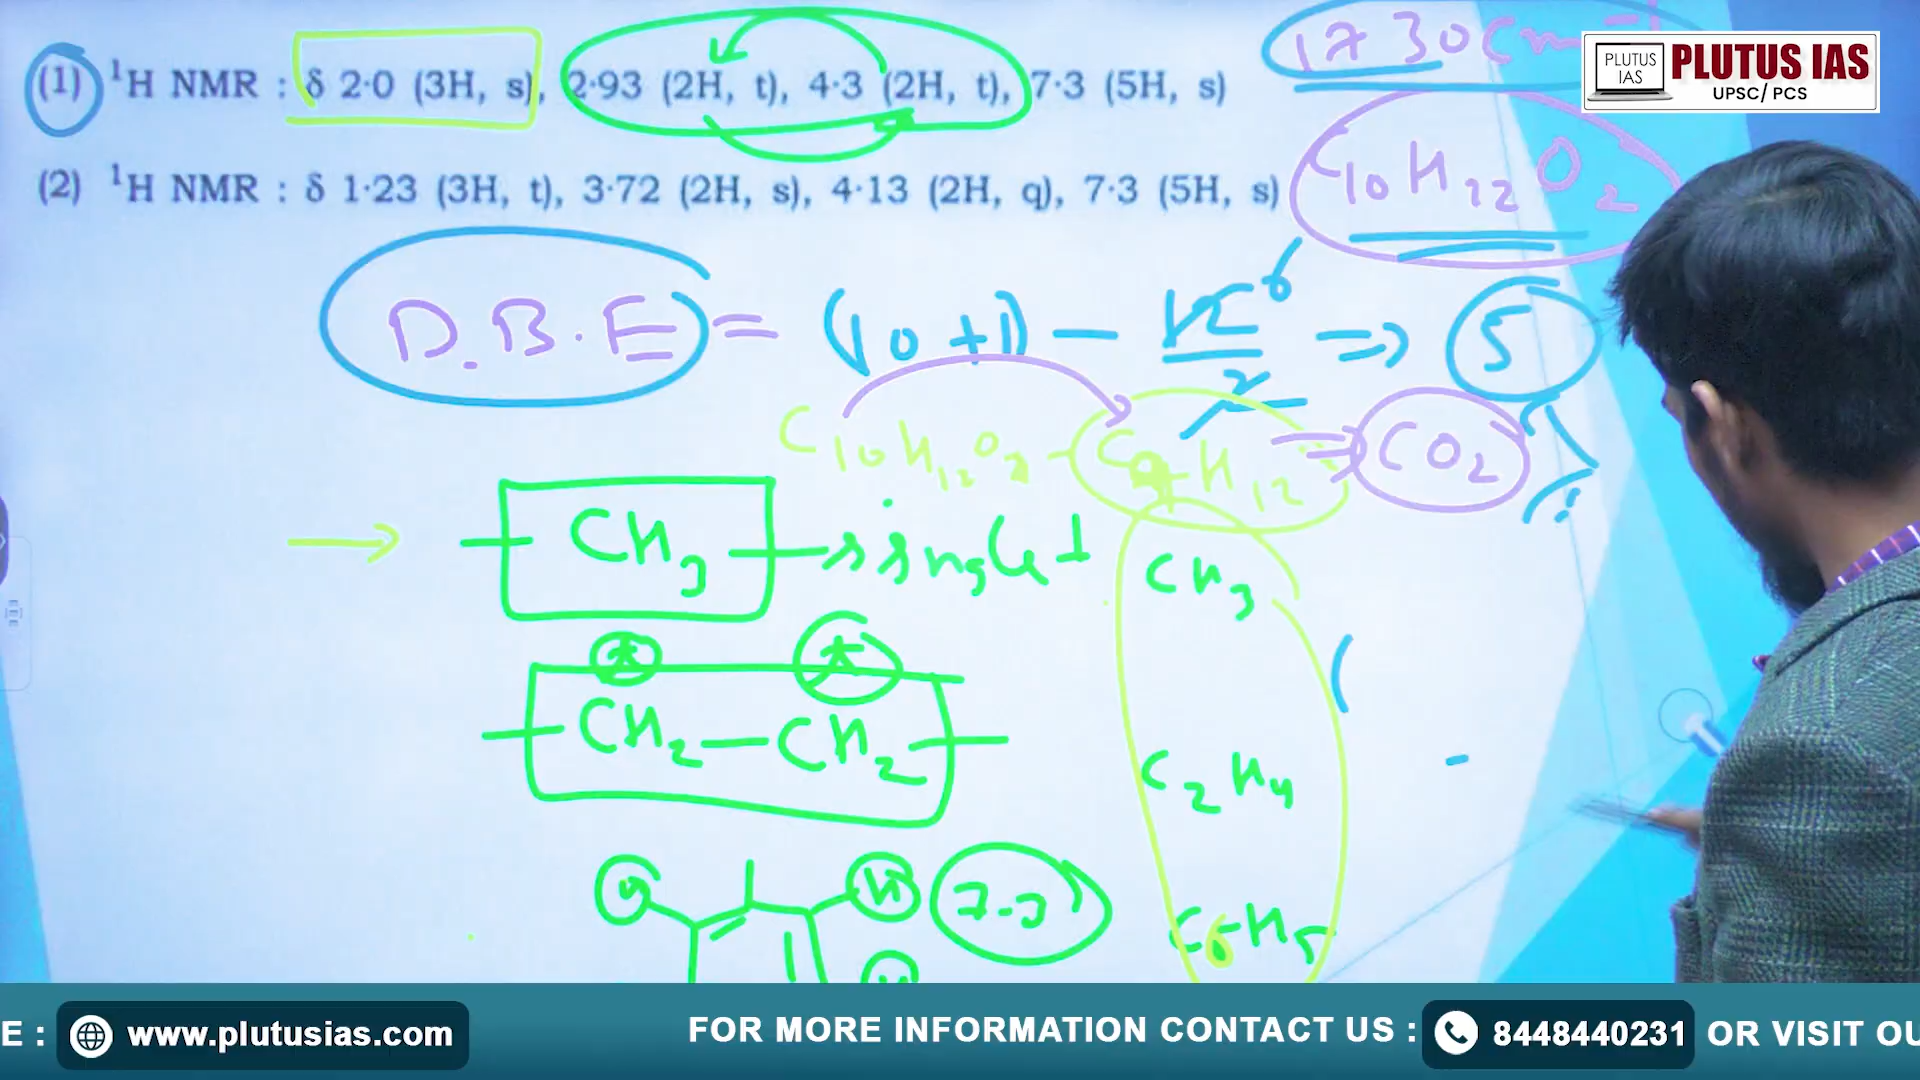 (1) ¹H NMR : δ 2·0 (3H, s), 2·93 (2H, t), 4·3 (2H, t), 7·3 (5H, s)
1730 cm⁻¹
PLUTUS IAS
PLUTUS IAS
UPSC/ PCS
(2) ¹H NMR : δ 1·23 (3H, t), 3·72 (2H, s), 4·13 (2H, q), 7·3 (5H, s)
C₁₀H₁₂O₂
D.B.E = (10+1) - 12/2 6 ⇒ 5
C₁₀H₁₂O₂ - C₉H₁₂ ⇒ CO₂
CH₃ singlet
CH₃
* *
CH₂—CH₂
C₂H₄
H 7.3
C₆H₅
H
E : www.plutusias.com FOR MORE INFORMATION CONTACT US : 8448440231 OR VISIT OU